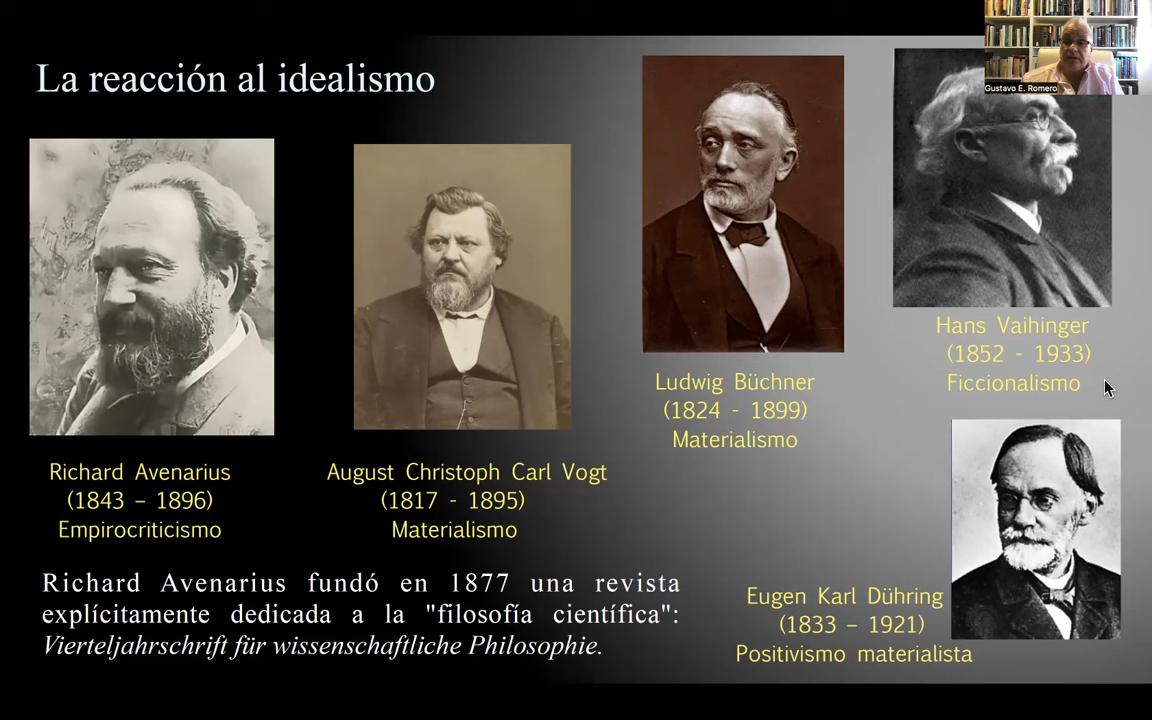 La reacción al idealismo
Gustavo E. Romero
Richard Avenarius
(1843 – 1896)
Empirocriticismo
August Christoph Carl Vogt
(1817 - 1895)
Materialismo
Ludwig Büchner
(1824 - 1899)
Materialismo
Hans Vaihinger
(1852 - 1933)
Ficcionalismo
Richard Avenarius fundó en 1877 una revista
explícitamente dedicada a la "filosofía científica":
Vierteljahrschrift für wissenschaftliche Philosophie.
Eugen Karl Dühring
(1833 – 1921)
Positivismo materialista